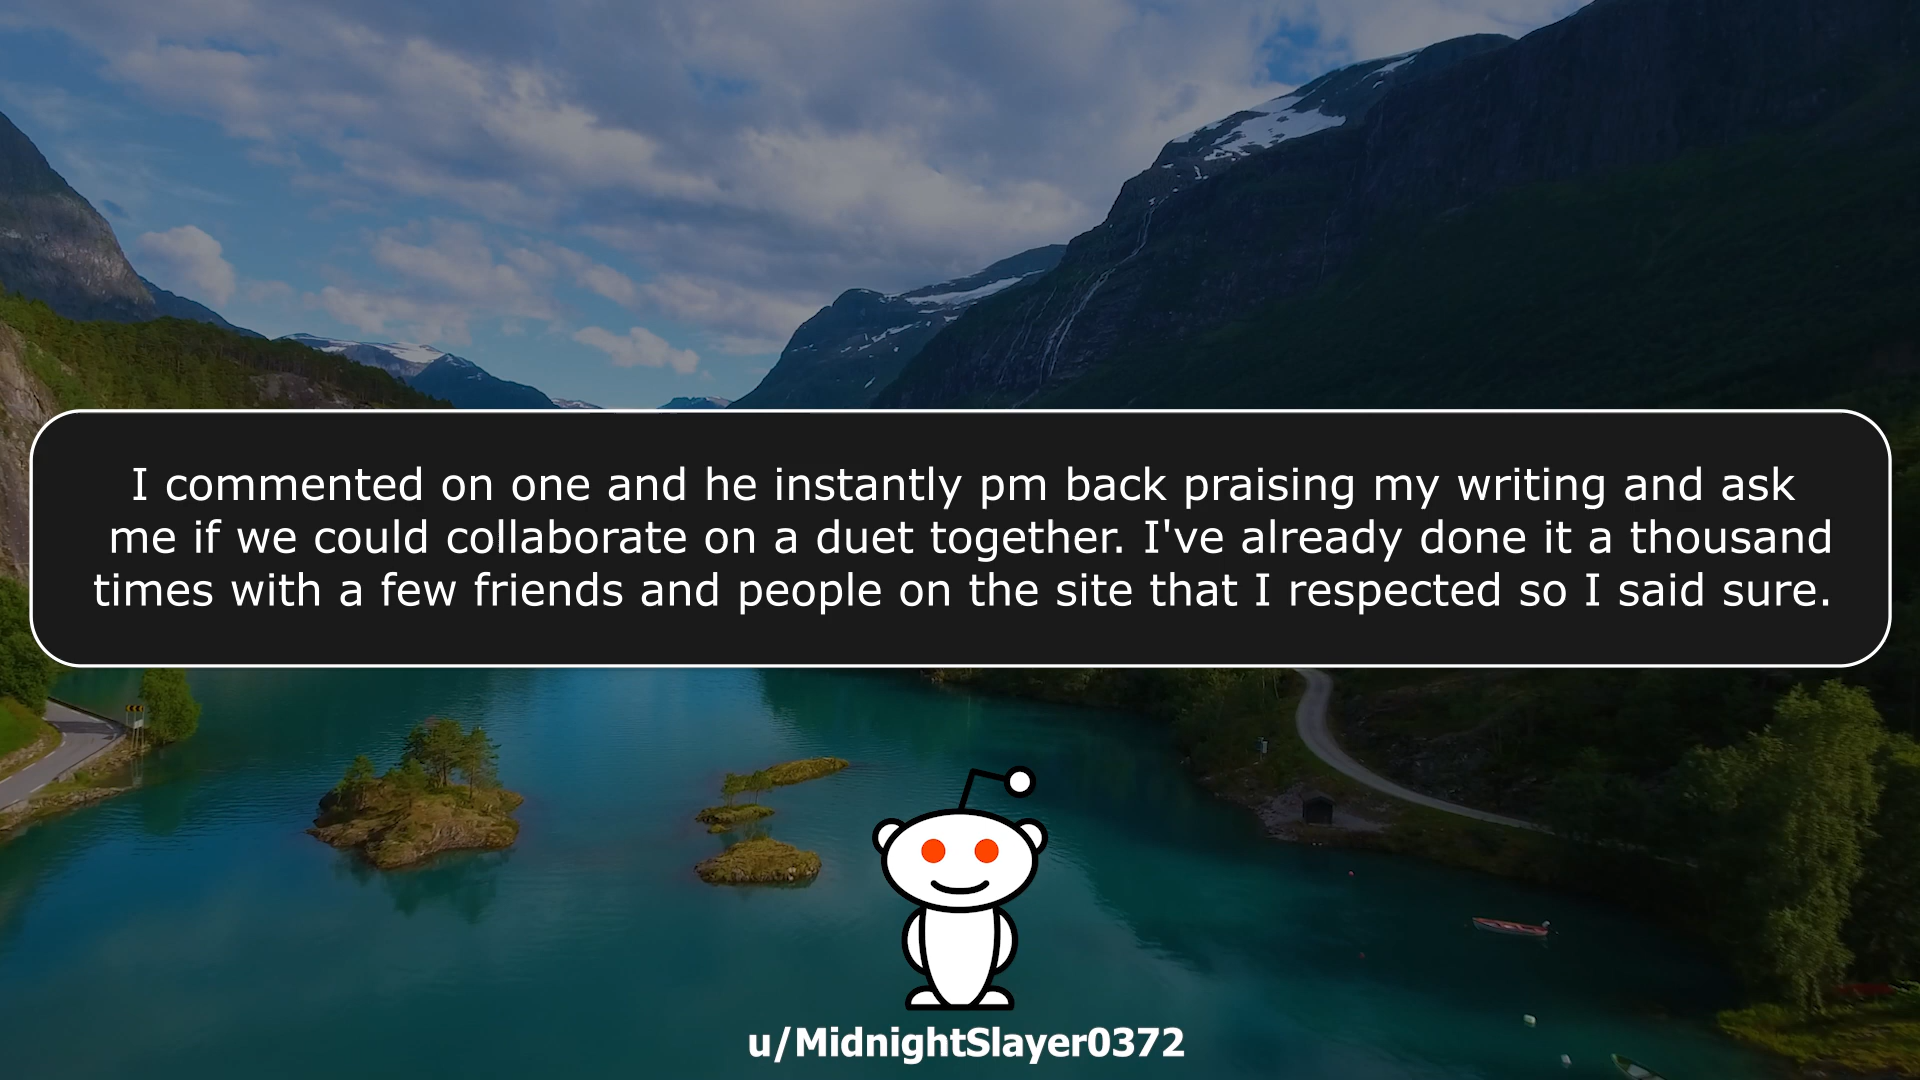 I commented on one and he instantly pm back praising my writing and ask
me if we could collaborate on a duet together. I've already done it a thousand
times with a few friends and people on the site that I respected so I said sure.
u/MidnightSlayer0372